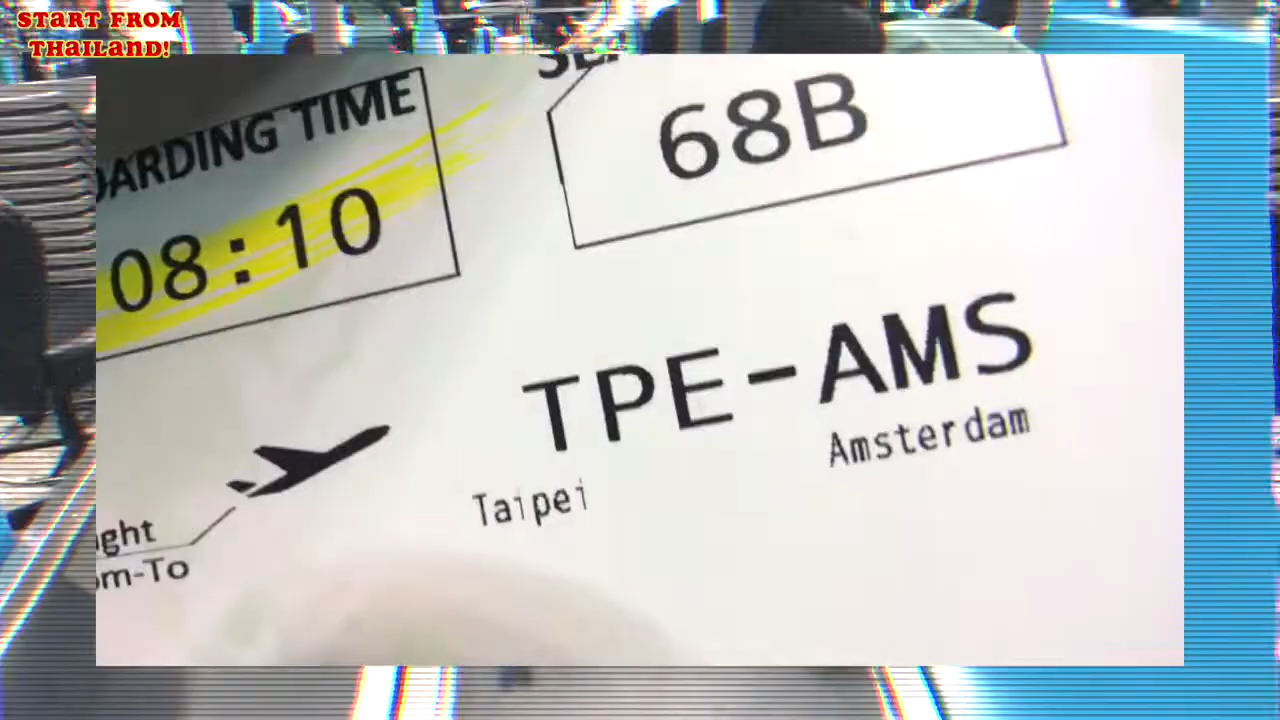 START FROM
THAILAND!
OARDING TIME
08:10
68B
TPE-AMS
Taipei
Amsterdam
ght
om-To